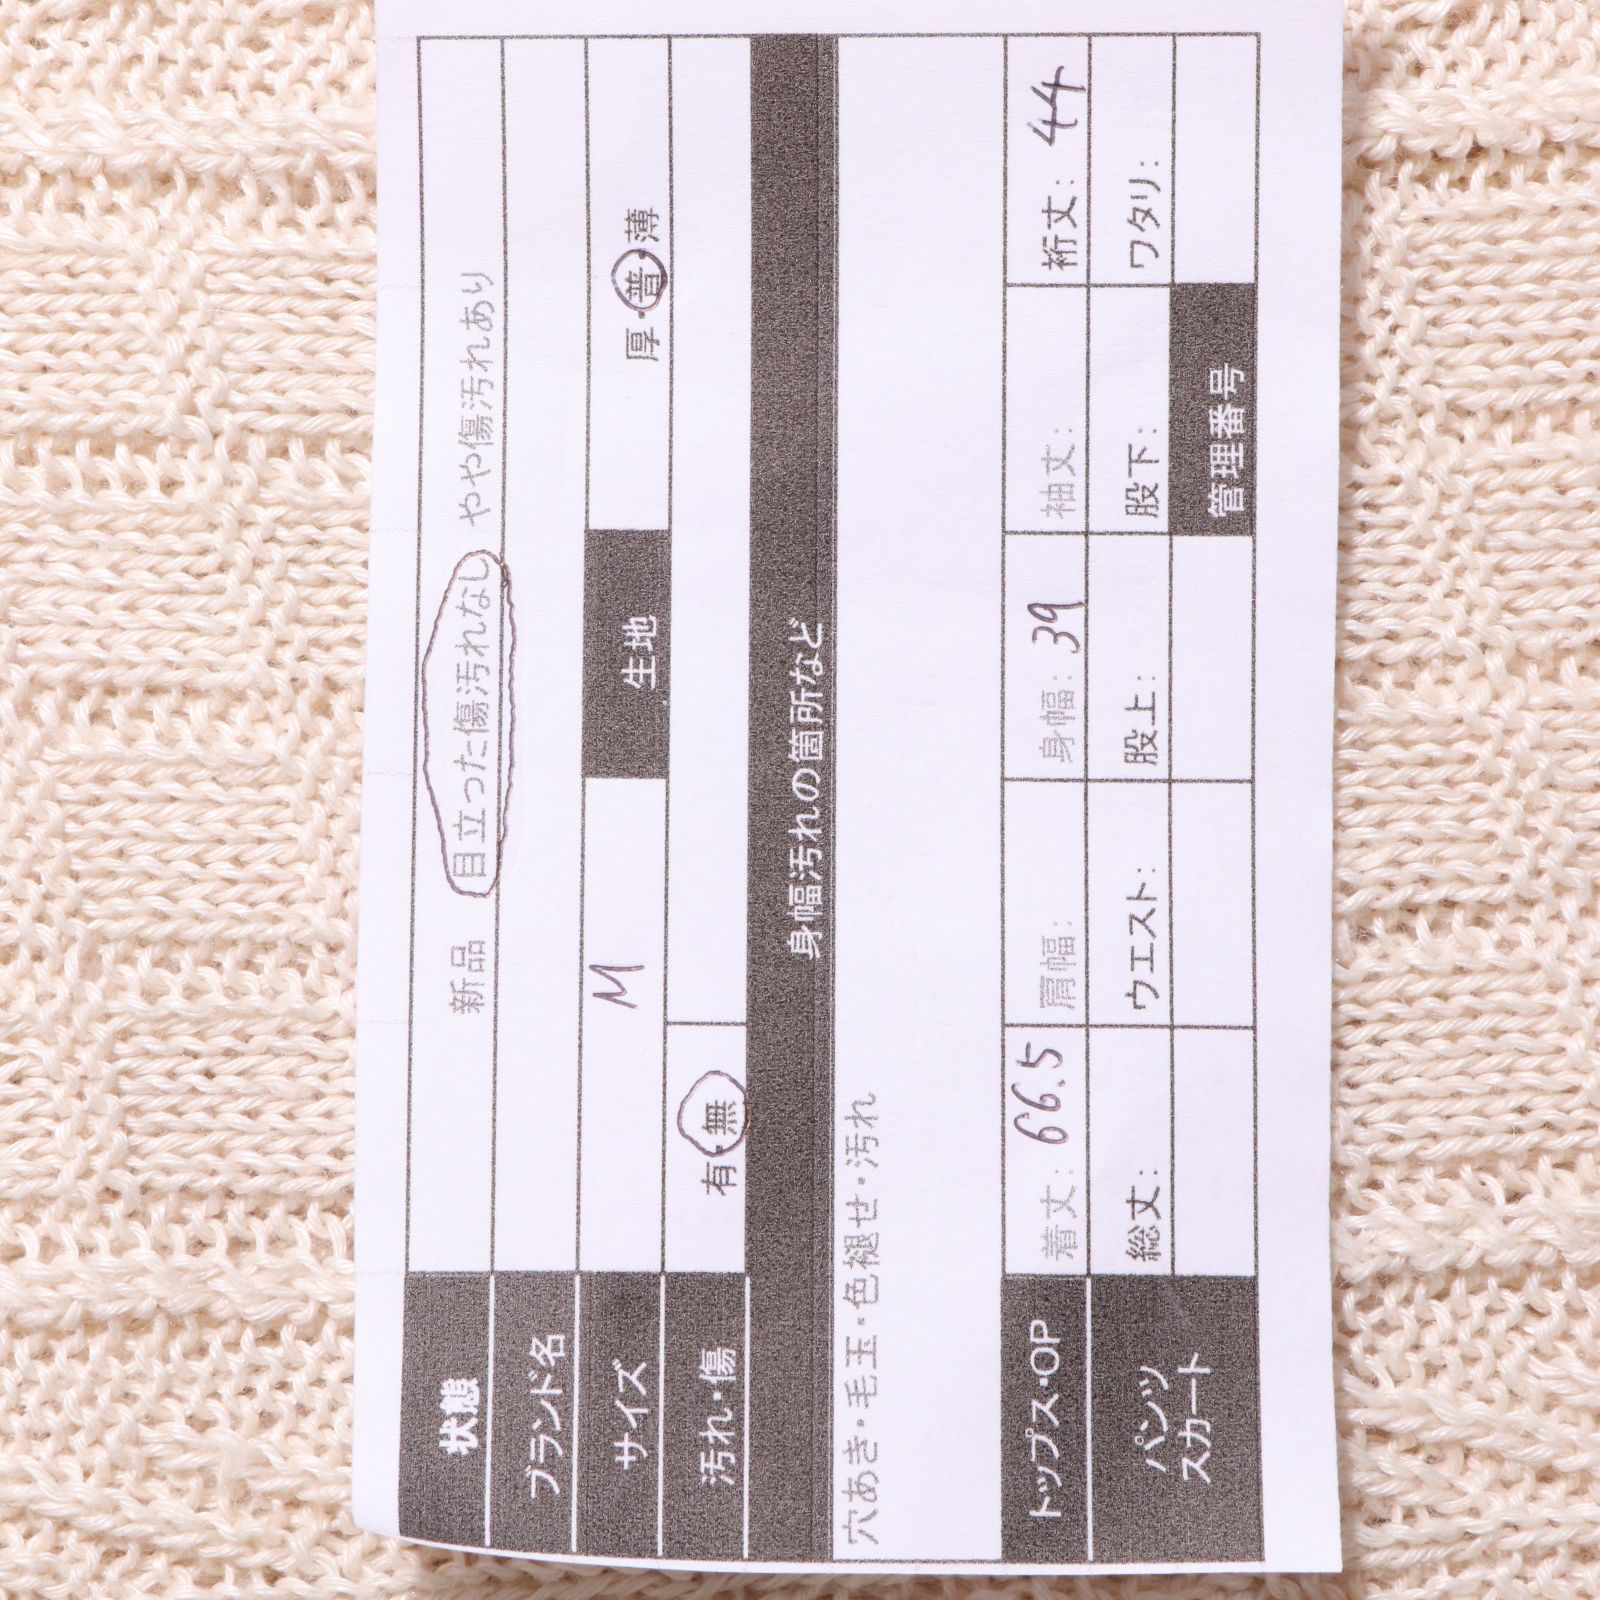 状態 新品 目立った傷汚れなし やや傷汚れあり
ブランド名
サイズ M 生地 厚・普・薄
汚れ・傷 有・無
身幅汚れの箇所など
穴あき・毛玉・色褪せ・汚れ
トップス・OP 着丈: 66.5 肩幅: 身幅: 39 袖丈: 裄丈: 44
パンツ 総丈: ウエスト: 股上: 股下: ワタリ:
スカート 管理番号